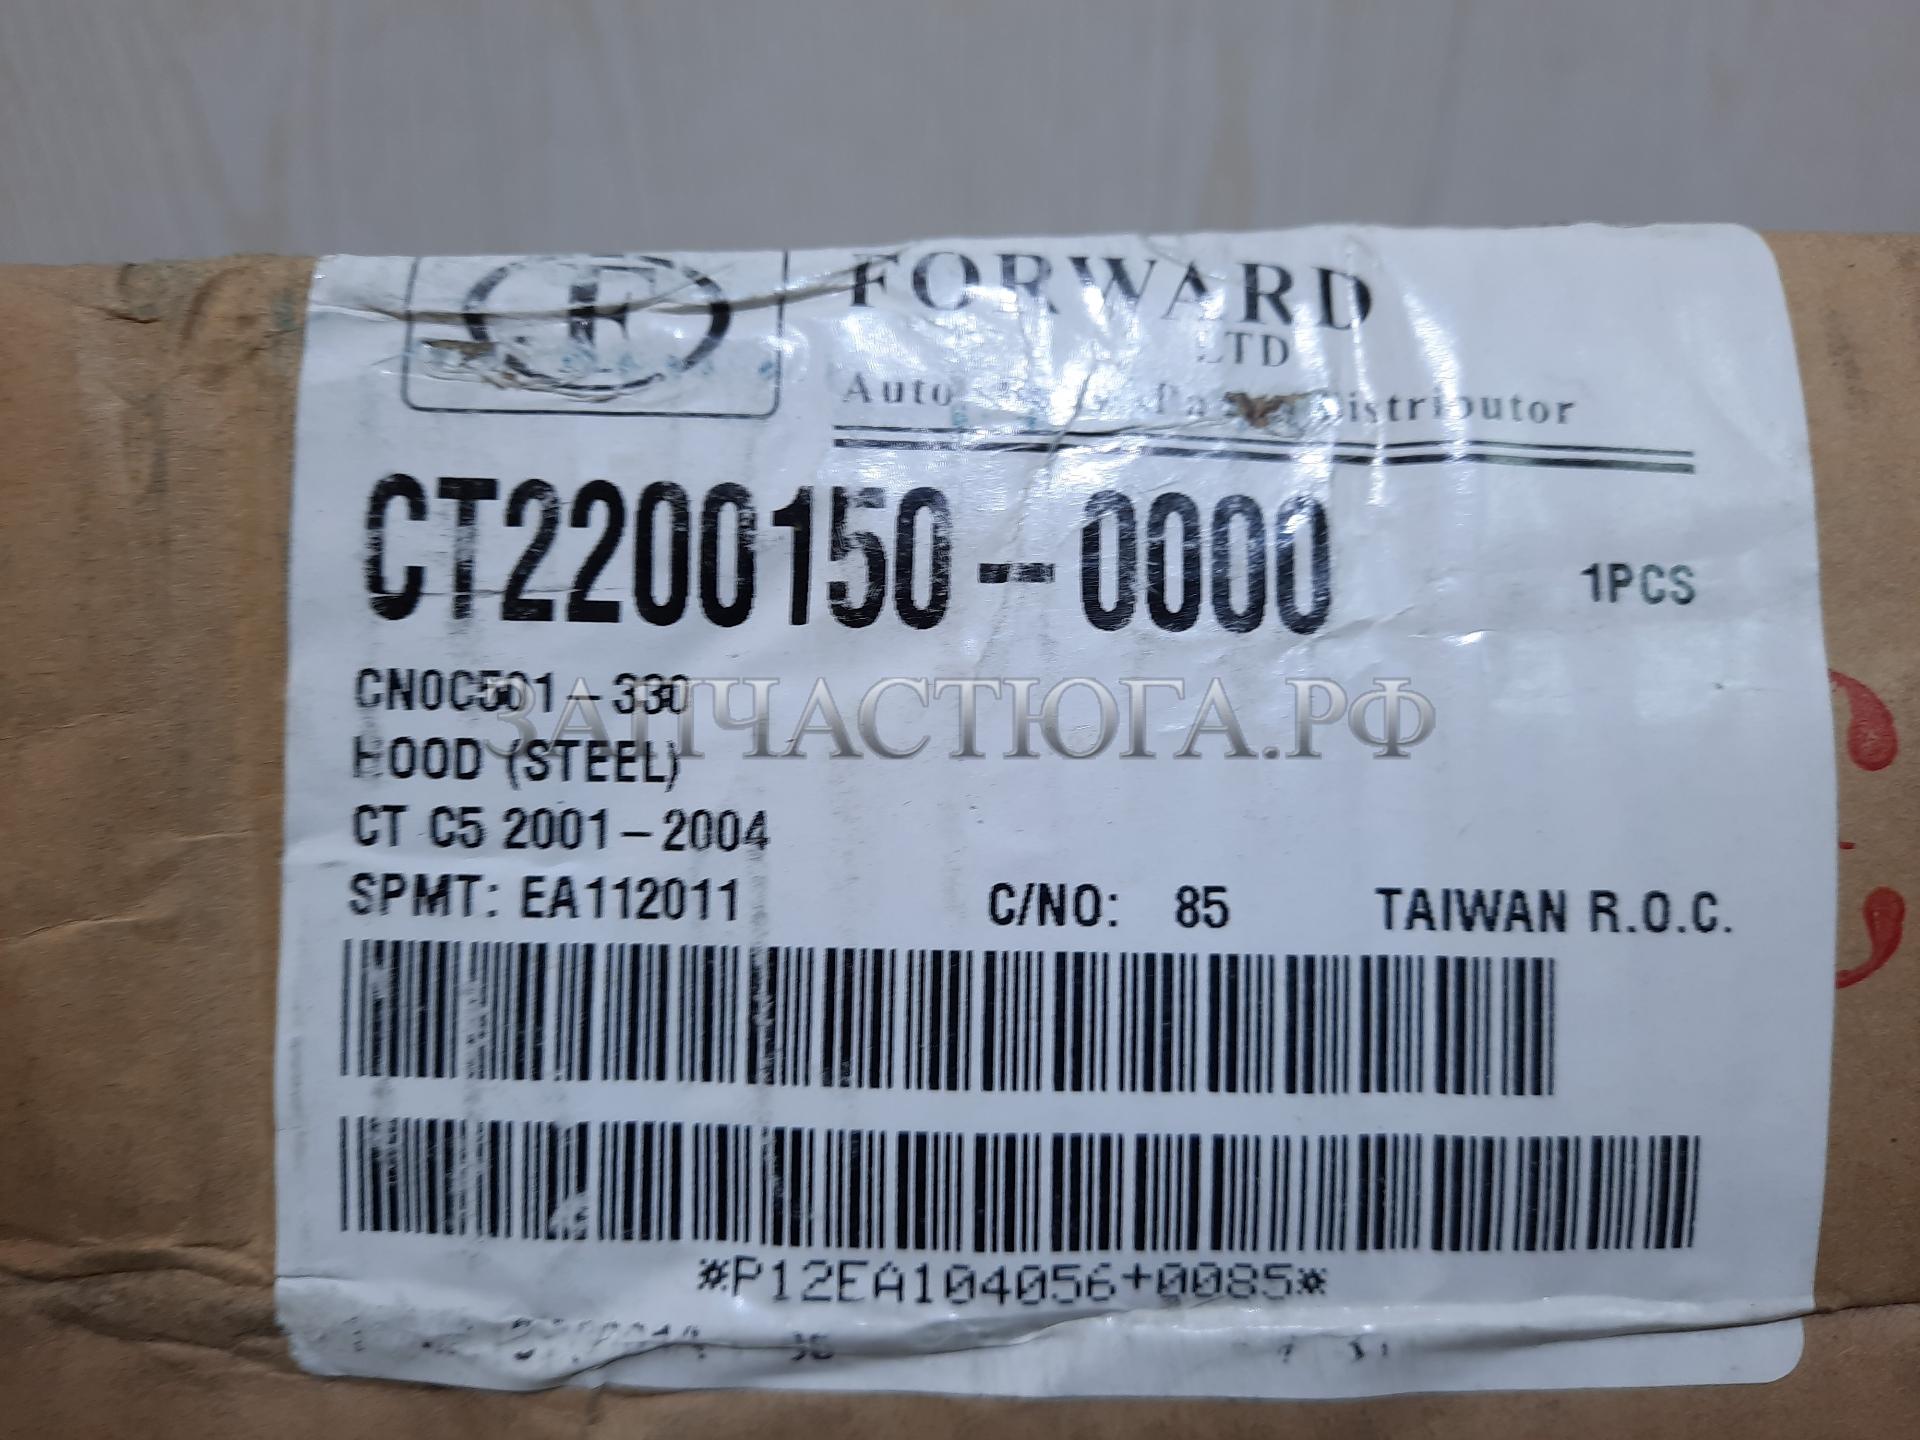 F
FORWARD
LTD
Auto Distributor
CT2200150-0000
1PCS
CN0C501-330
ЗАПЧАСТЮГА.РФ
HOOD (STEEL)
CT C5 2001-2004
SPMT: EA112011 C/NO: 85 TAIWAN R.O.C.
*P12EA104056+0085*